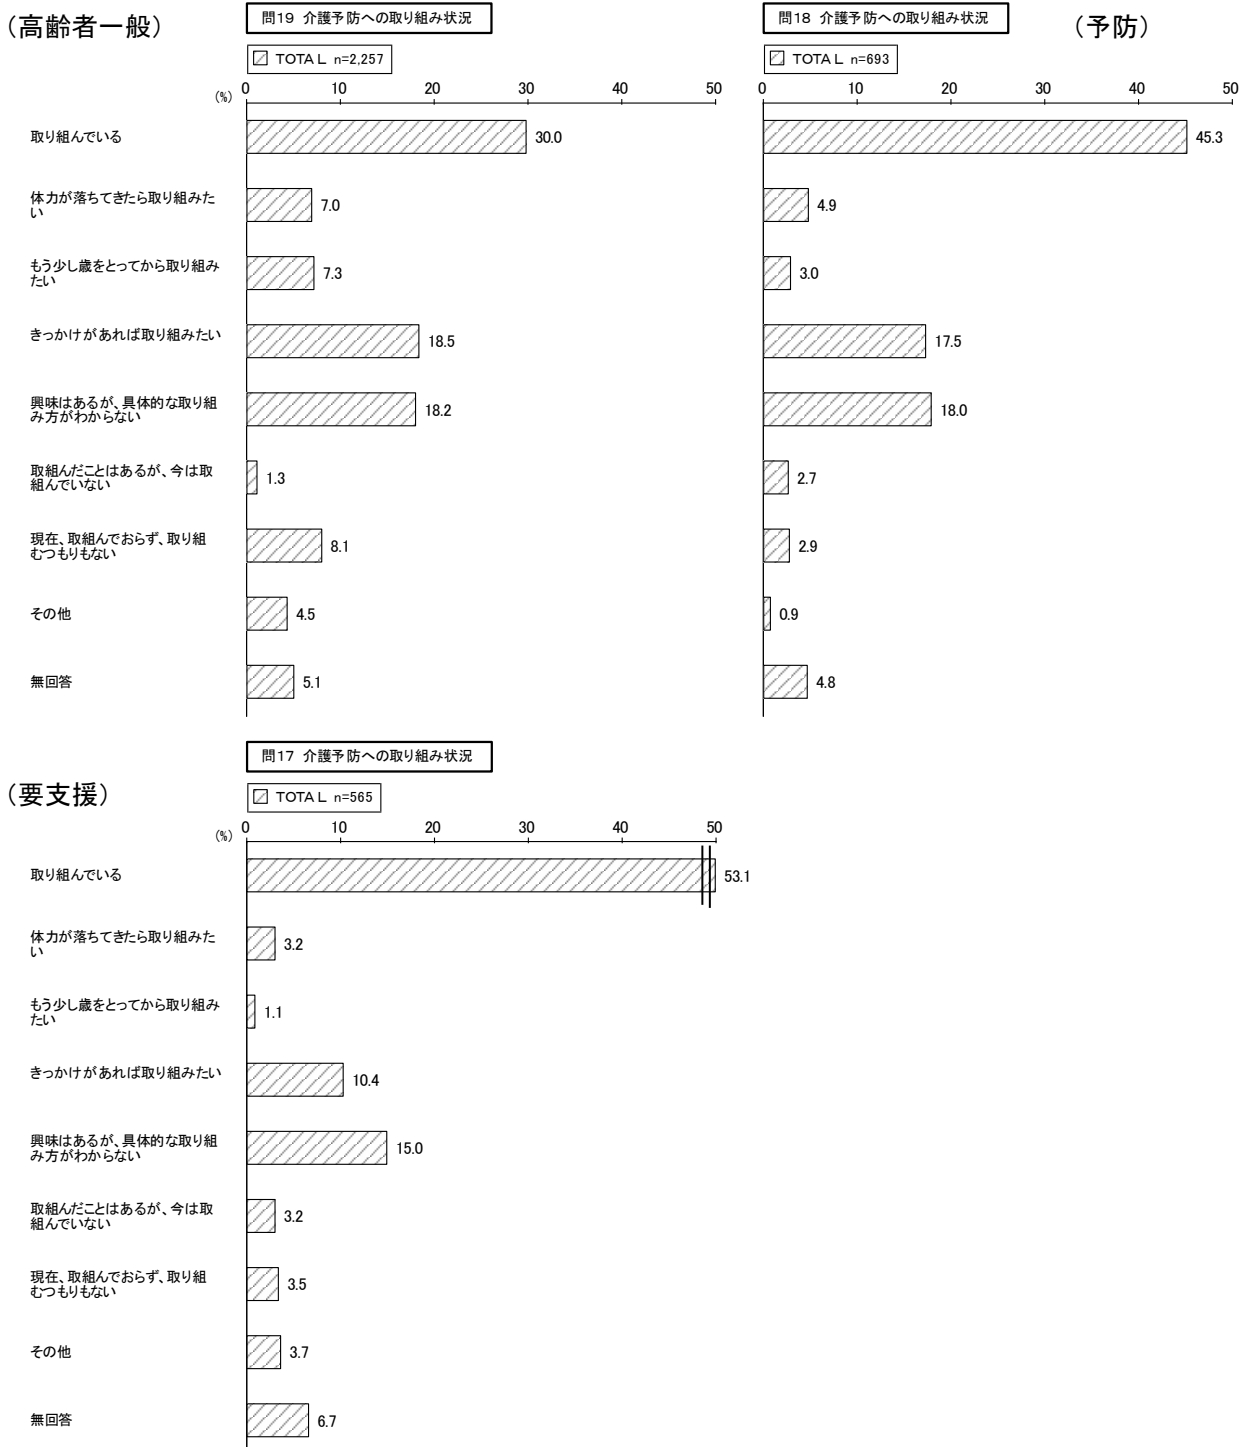 （高齢者一般）
問19 介護予防への取り組み状況
TOTAL n=2,257
(%)
0 10 20 30 40 50
取り組んでいる
30.0
体力が落ちてきたら取り組みた
い
7.0
もう少し歳をとってから取り組み
たい
7.3
きっかけがあれば取り組みたい
18.5
興味はあるが、具体的な取り組
み方がわからない
18.2
取組んだことはあるが、今は取
組んでいない
1.3
現在、取組んでおらず、取り組
むつもりもない
8.1
その他
4.5
無回答
5.1
問18 介護予防への取り組み状況
（予防）
TOTAL n=693
0 10 20 30 40 50
45.3
4.9
3.0
17.5
18.0
2.7
2.9
0.9
4.8
問17 介護予防への取り組み状況
（要支援）
TOTAL n=565
(%)
0 10 20 30 40 50
取り組んでいる
53.1
体力が落ちてきたら取り組みた
い
3.2
もう少し歳をとってから取り組み
たい
1.1
きっかけがあれば取り組みたい
10.4
興味はあるが、具体的な取り組
み方がわからない
15.0
取組んだことはあるが、今は取
組んでいない
3.2
現在、取組んでおらず、取り組
むつもりもない
3.5
その他
3.7
無回答
6.7